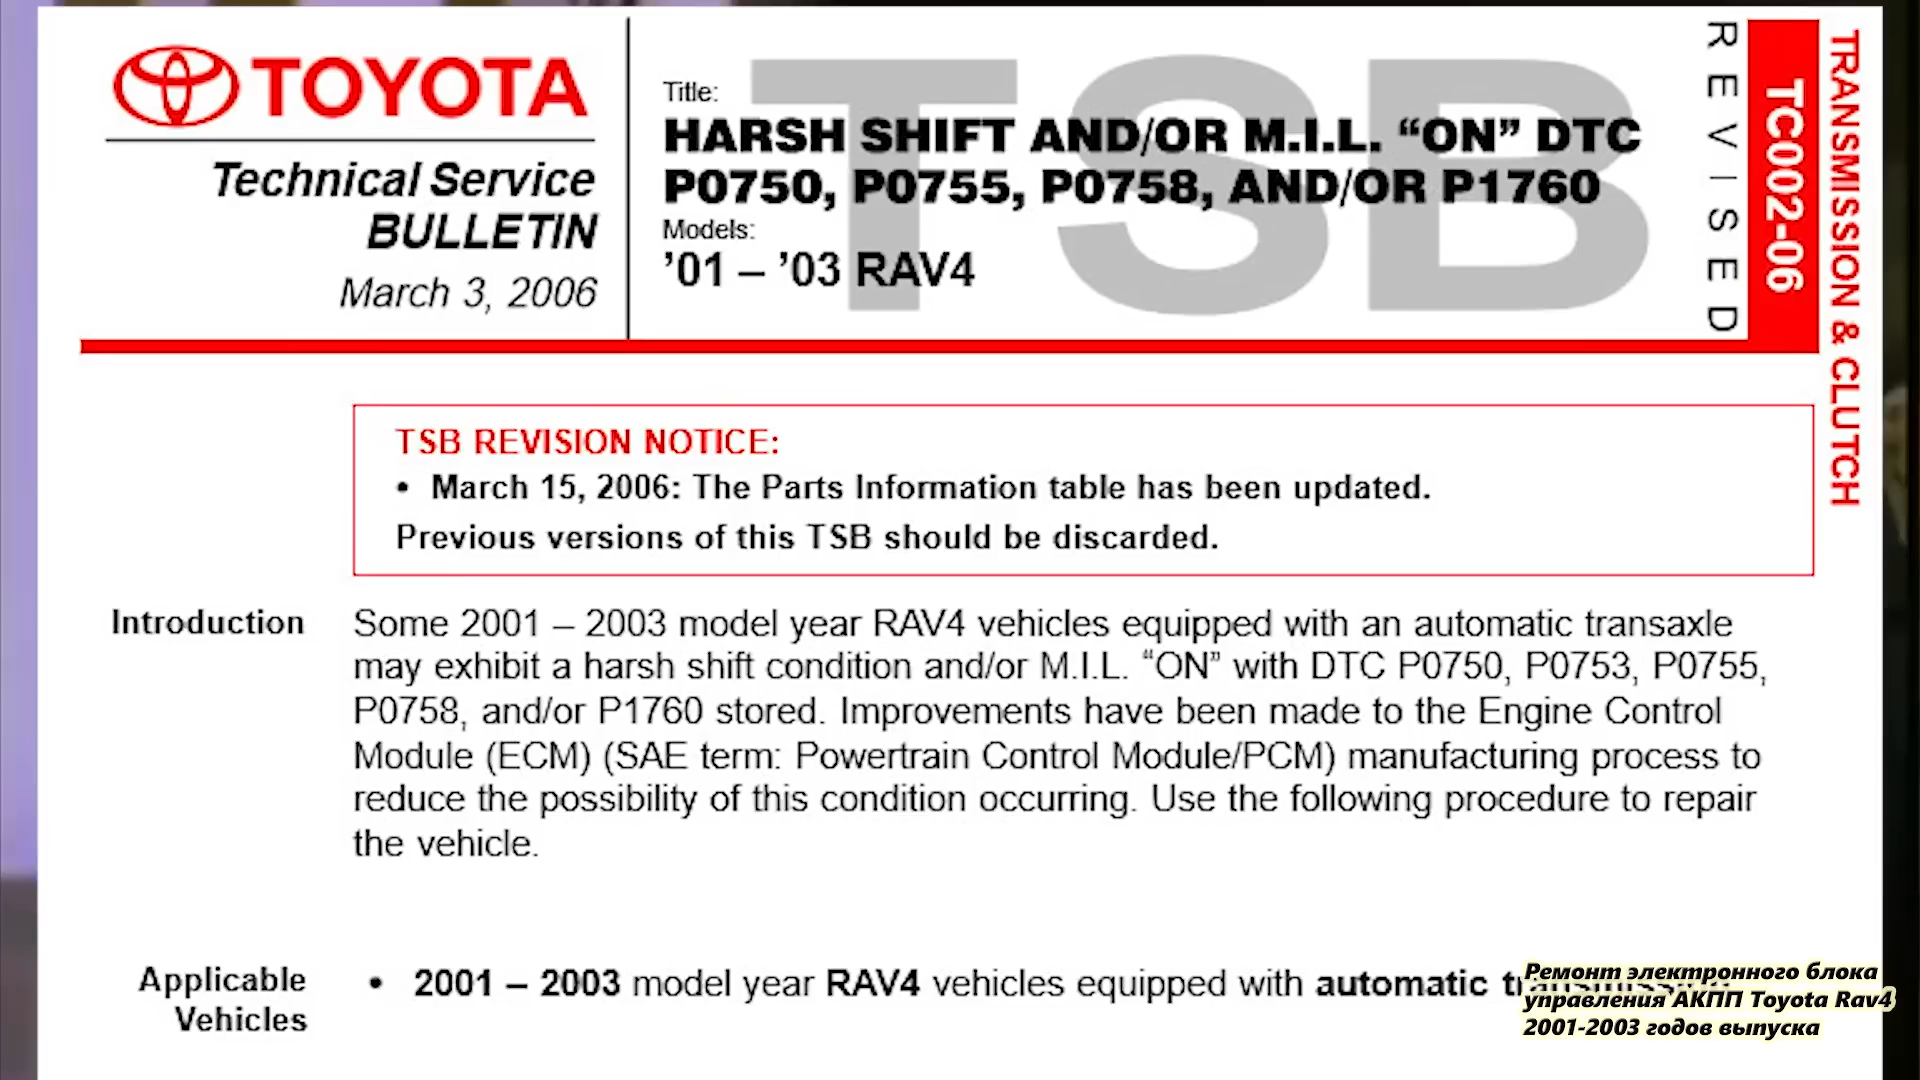 TOYOTA
Technical Service
BULLETIN
March 3, 2006
TSB
Title:
HARSH SHIFT AND/OR M.I.L. “ON” DTC
P0750, P0755, P0758, AND/OR P1760
Models:
’01 – ’03 RAV4
REVISED
TC002-06
TRANSMISSION & CLUTCH
TSB REVISION NOTICE:
• March 15, 2006: The Parts Information table has been updated.
Previous versions of this TSB should be discarded.
Introduction
Some 2001 – 2003 model year RAV4 vehicles equipped with an automatic transaxle
may exhibit a harsh shift condition and/or M.I.L. “ON” with DTC P0750, P0753, P0755,
P0758, and/or P1760 stored. Improvements have been made to the Engine Control
Module (ECM) (SAE term: Powertrain Control Module/PCM) manufacturing process to
reduce the possibility of this condition occurring. Use the following procedure to repair
the vehicle.
Applicable
Vehicles
• 2001 – 2003 model year RAV4 vehicles equipped with automatic
Ремонт электронного блока
управления АКПП Toyota Rav4
2001-2003 годов выпуска